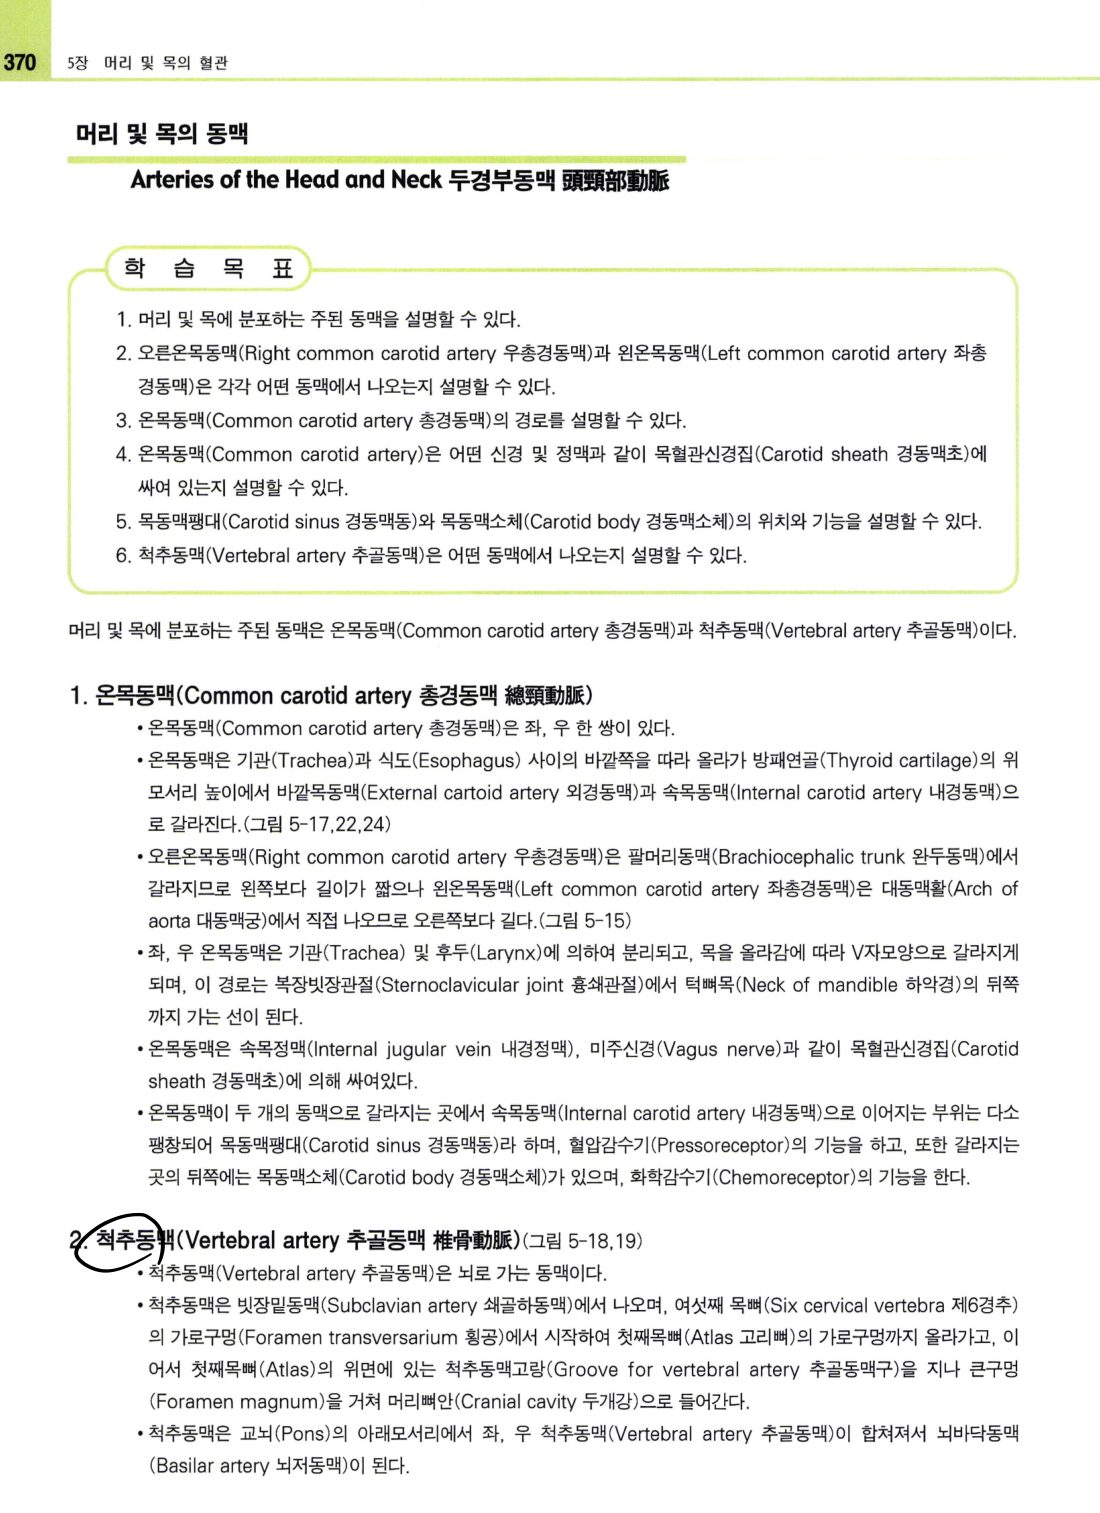 370 5장 머리 및 목의 혈관
머리 및 목의 동맥
Arteries of the Head and Neck 두경부동맥 頭頸部動脈
학 습 목 표
1. 머리 및 목에 분포하는 주된 동맥을 설명할 수 있다.
2. 오른온목동맥(Right common carotid artery 우총경동맥)과 왼온목동맥(Left common carotid artery 좌총
경동맥)은 각각 어떤 동맥에서 나오는지 설명할 수 있다.
3. 온목동맥(Common carotid artery 총경동맥)의 경로를 설명할 수 있다.
4. 온목동맥(Common carotid artery)은 어떤 신경 및 정맥과 같이 목혈관신경집(Carotid sheath 경동맥초)에
싸여 있는지 설명할 수 있다.
5. 목동맥팽대(Carotid sinus 경동맥동)와 목동맥소체(Carotid body 경동맥소체)의 위치와 기능을 설명할 수 있다.
6. 척추동맥(Vertebral artery 추골동맥)은 어떤 동맥에서 나오는지 설명할 수 있다.
머리 및 목에 분포하는 주된 동맥은 온목동맥(Common carotid artery 총경동맥)과 척추동맥(Vertebral artery 추골동맥)이다.
1. 온목동맥(Common carotid artery 총경동맥 總頸動脈)
• 온목동맥(Common carotid artery 총경동맥)은 좌, 우 한 쌍이 있다.
• 온목동맥은 기관(Trachea)과 식도(Esophagus) 사이의 바깥쪽을 따라 올라가 방패연골(Thyroid cartilage)의 위
모서리 높이에서 바깥목동맥(External cartoid artery 외경동맥)과 속목동맥(Internal carotid artery 내경동맥)으
로 갈라진다.(그림 5-17,22,24)
• 오른온목동맥(Right common carotid artery 우총경동맥)은 팔머리동맥(Brachiocephalic trunk 완두동맥)에서
갈라지므로 왼쪽보다 길이가 짧으나 왼온목동맥(Left common carotid artery 좌총경동맥)은 대동맥활(Arch of
aorta 대동맥궁)에서 직접 나오므로 오른쪽보다 길다.(그림 5-15)
• 좌, 우 온목동맥은 기관(Trachea) 및 후두(Larynx)에 의하여 분리되고, 목을 올라감에 따라 V자모양으로 갈라지게
되며, 이 경로는 복장빗장관절(Sternoclavicular joint 흉쇄관절)에서 턱뼈목(Neck of mandible 하악경)의 뒤쪽
까지 가는 선이 된다.
• 온목동맥은 속목정맥(Internal jugular vein 내경정맥), 미주신경(Vagus nerve)과 같이 목혈관신경집(Carotid
sheath 경동맥초)에 의해 싸여있다.
• 온목동맥이 두 개의 동맥으로 갈라지는 곳에서 속목동맥(Internal carotid artery 내경동맥)으로 이어지는 부위는 다소
팽창되어 목동맥팽대(Carotid sinus 경동맥동)라 하며, 혈압감수기(Pressoreceptor)의 기능을 하고, 또한 갈라지는
곳의 뒤쪽에는 목동맥소체(Carotid body 경동맥소체)가 있으며, 화학감수기(Chemoreceptor)의 기능을 한다.
2. 척추동맥(Vertebral artery 추골동맥 椎骨動脈)(그림 5-18,19)
• 척추동맥(Vertebral artery 추골동맥)은 뇌로 가는 동맥이다.
• 척추동맥은 빗장밑동맥(Subclavian artery 쇄골하동맥)에서 나오며, 여섯째 목뼈(Six cervical vertebra 제6경추)
의 가로구멍(Foramen transversarium 횡공)에서 시작하여 첫째목뼈(Atlas 고리뼈)의 가로구멍까지 올라가고, 이
어서 첫째목뼈(Atlas)의 위면에 있는 척추동맥고랑(Groove for vertebral artery 추골동맥구)을 지나 큰구멍
(Foramen magnum)을 거쳐 머리뼈안(Cranial cavity 두개강)으로 들어간다.
• 척추동맥은 교뇌(Pons)의 아래모서리에서 좌, 우 척추동맥(Vertebral artery 추골동맥)이 합쳐져서 뇌바닥동맥
(Basilar artery 뇌저동맥)이 된다.